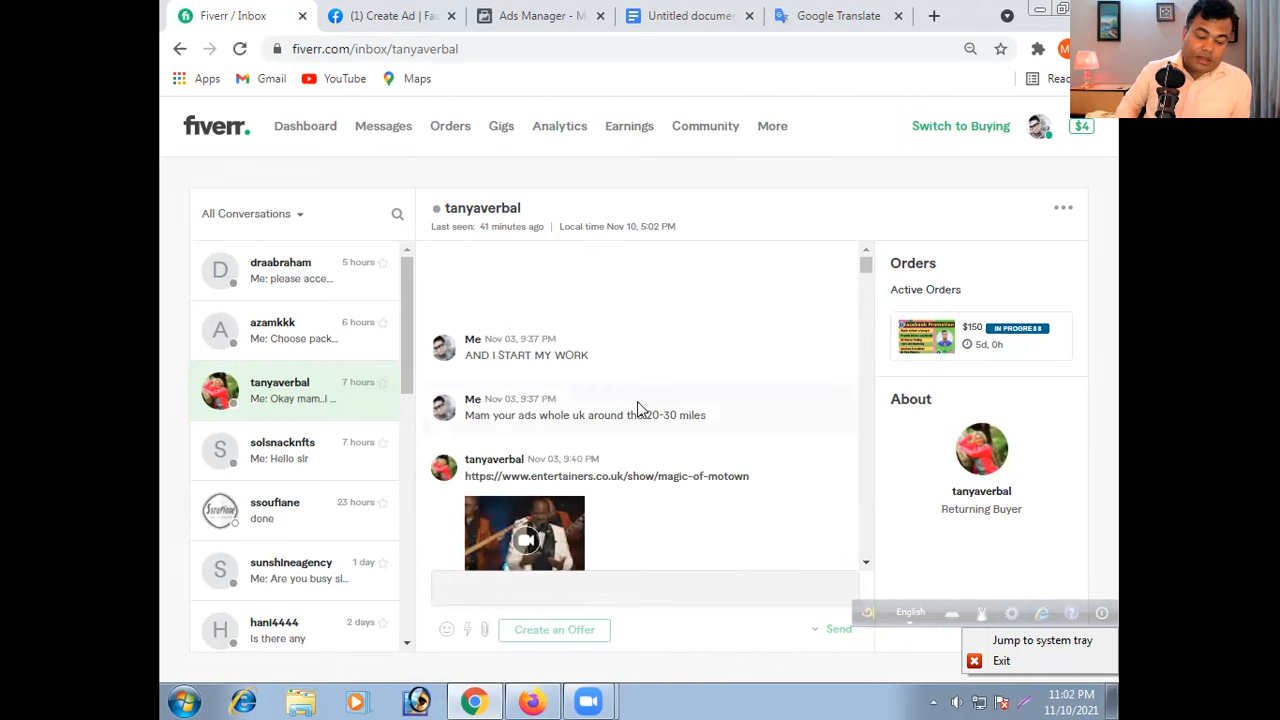 Fiverr / Inbox
(1) Create Ad | Fac
Ads Manager - M
Untitled documen
Google Translate
fiverr.com/inbox/tanyaverbal
Apps
Gmail
YouTube
Maps
Reac
fiverr.
Dashboard
Messages
Orders
Gigs
Analytics
Earnings
Community
More
Switch to Buying
$4
All Conversations
draabraham
5 hours
Me: please acce...
azamkkk
6 hours
Me: Choose pack...
tanyaverbal
7 hours
Me: Okay mam..I ...
solsnacknfts
7 hours
Me: Hello sir
ssouflane
23 hours
done
sunshineagency
1 day
Me: Are you busy si...
hani4444
2 days
Is there any
tanyaverbal
Last seen: 41 minutes ago | Local time Nov 10, 5:02 PM
Me Nov 03, 9:37 PM
AND I START MY WORK
Me Nov 03, 9:37 PM
Mam your ads whole uk around the 20-30 miles
tanyaverbal Nov 03, 9:40 PM
https://www.entertainers.co.uk/show/magic-of-motown
Create an Offer
Send
Orders
Active Orders
Facebook Promotion
$150 IN PROGRESS
5d, 0h
About
tanyaverbal
Returning Buyer
English
Jump to system tray
Exit
11:02 PM
11/10/2021